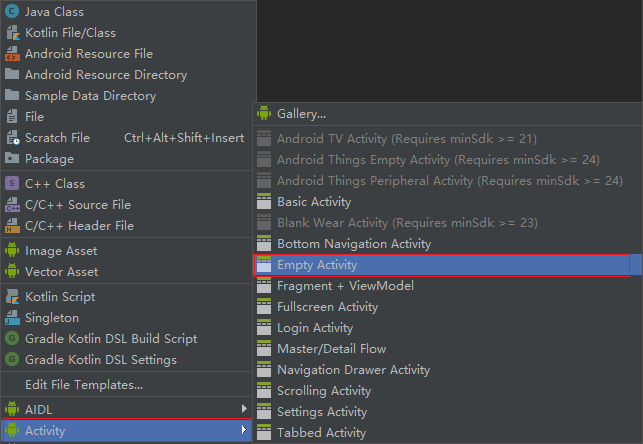 Java Class
Kotlin File/Class
Android Resource File
Android Resource Directory
Sample Data Directory
File
Scratch File Ctrl+Alt+Shift+Insert
Package
C++ Class
C/C++ Source File
C/C++ Header File
Image Asset
Vector Asset
Kotlin Script
Singleton
Gradle Kotlin DSL Build Script
Gradle Kotlin DSL Settings
Edit File Templates...
AIDL
Activity
Gallery...
Android TV Activity (Requires minSdk >= 21)
Android Things Empty Activity (Requires minSdk >= 24)
Android Things Peripheral Activity (Requires minSdk >= 24)
Basic Activity
Blank Wear Activity (Requires minSdk >= 23)
Bottom Navigation Activity
Empty Activity
Fragment + ViewModel
Fullscreen Activity
Login Activity
Master/Detail Flow
Navigation Drawer Activity
Scrolling Activity
Settings Activity
Tabbed Activity